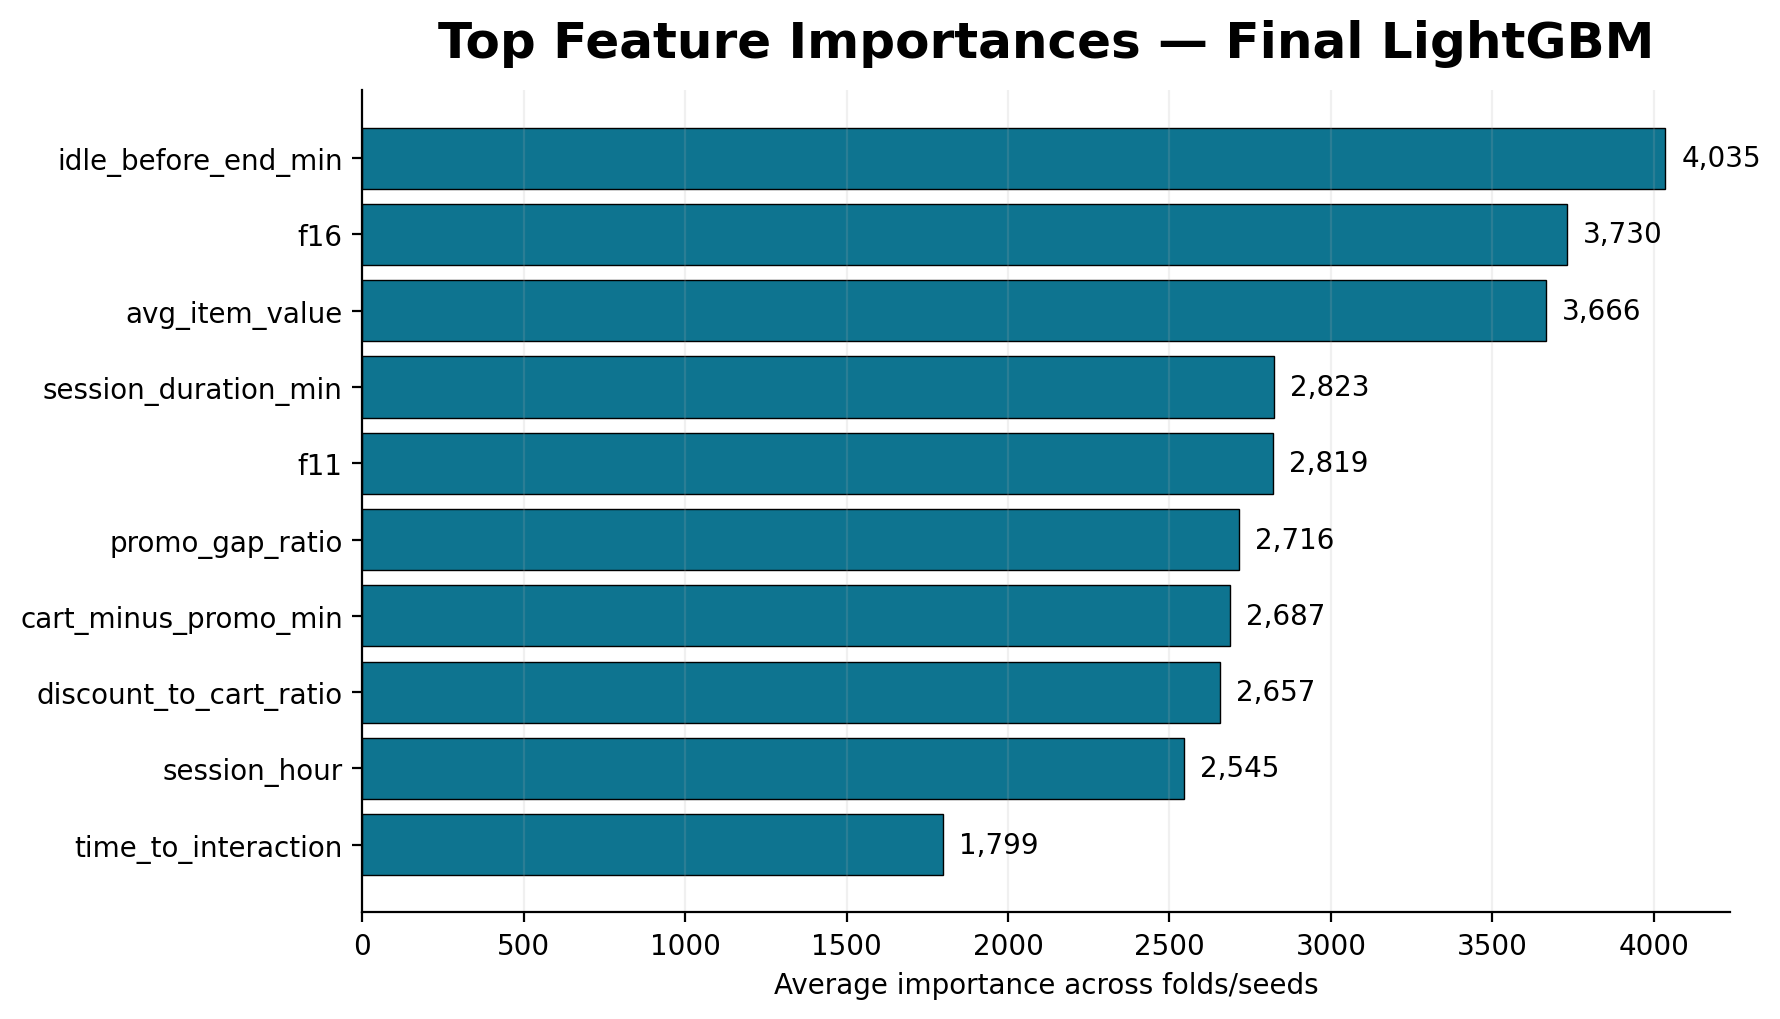 Top Feature Importances — Final LightGBM
idle_before_end_min 4,035
f16 3,730
avg_item_value 3,666
session_duration_min 2,823
f11 2,819
promo_gap_ratio 2,716
cart_minus_promo_min 2,687
discount_to_cart_ratio 2,657
session_hour 2,545
time_to_interaction 1,799
0 500 1000 1500 2000 2500 3000 3500 4000
Average importance across folds/seeds